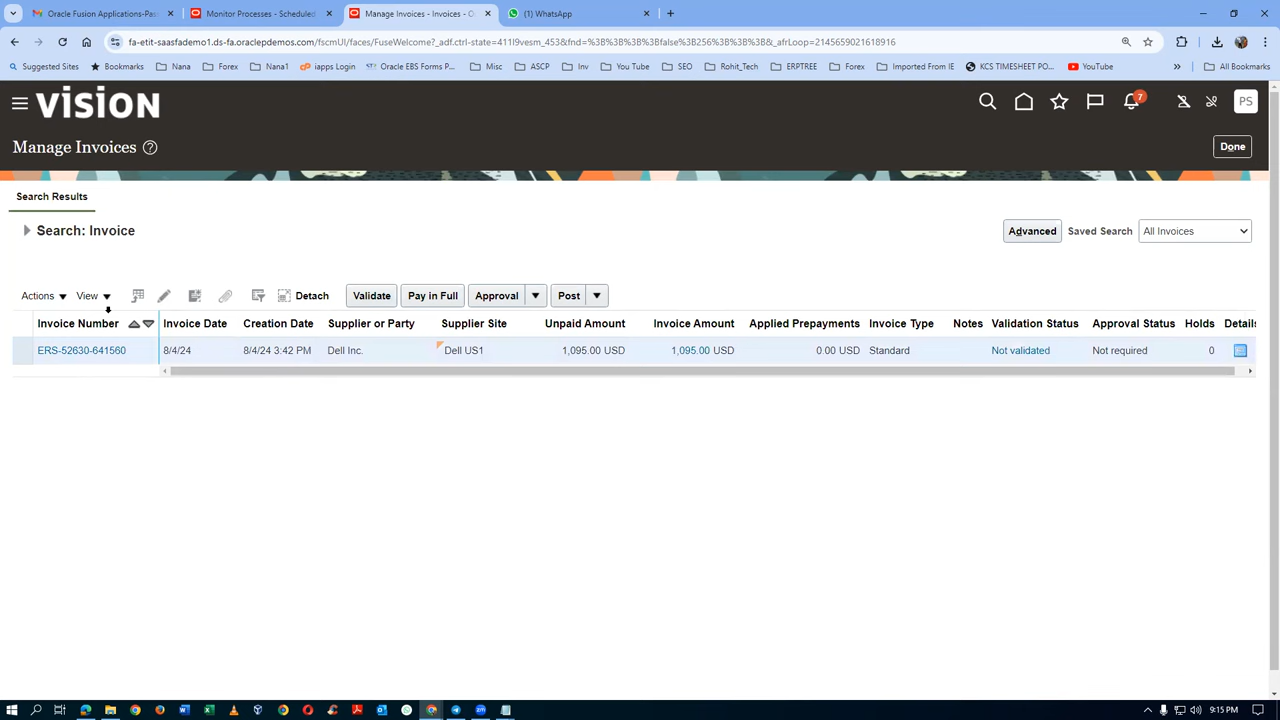 Oracle Fusion Applications-Pas
Monitor Processes - Scheduled
Manage Invoices - Invoices - O
(1) WhatsApp
fa-etit-saasfademo1.ds-fa.oraclepdemos.com/fscmUI/faces/FuseWelcome?_adf.ctrl-state=411l9vesm_453&fnd=%3B%3B%3B%3Bfalse%3B256%3B%3B%3B&_afrLoop=2145659021618916
Suggested Sites
Bookmarks
Nana
Forex
Nana1
iapps Login
Oracle EBS Forms P...
Misc
ASCP
Inv
You Tube
SEO
Rohit_Tech
ERPTREE
Forex
Imported From IE
KCS TIMESHEET PO...
YouTube
All Bookmarks
VISION
7
PS
Manage Invoices
Done
Search Results
Search: Invoice
Advanced
Saved Search
All Invoices
Actions
View
Detach
Validate
Pay in Full
Approval
Post
Invoice Number Invoice Date Creation Date Supplier or Party Supplier Site Unpaid Amount Invoice Amount Applied Prepayments Invoice Type Notes Validation Status Approval Status Holds Details
ERS-52630-641560 8/4/24 8/4/24 3:42 PM Dell Inc. Dell US1 1,095.00 USD 1,095.00 USD 0.00 USD Standard Not validated Not required 0
9:15 PM